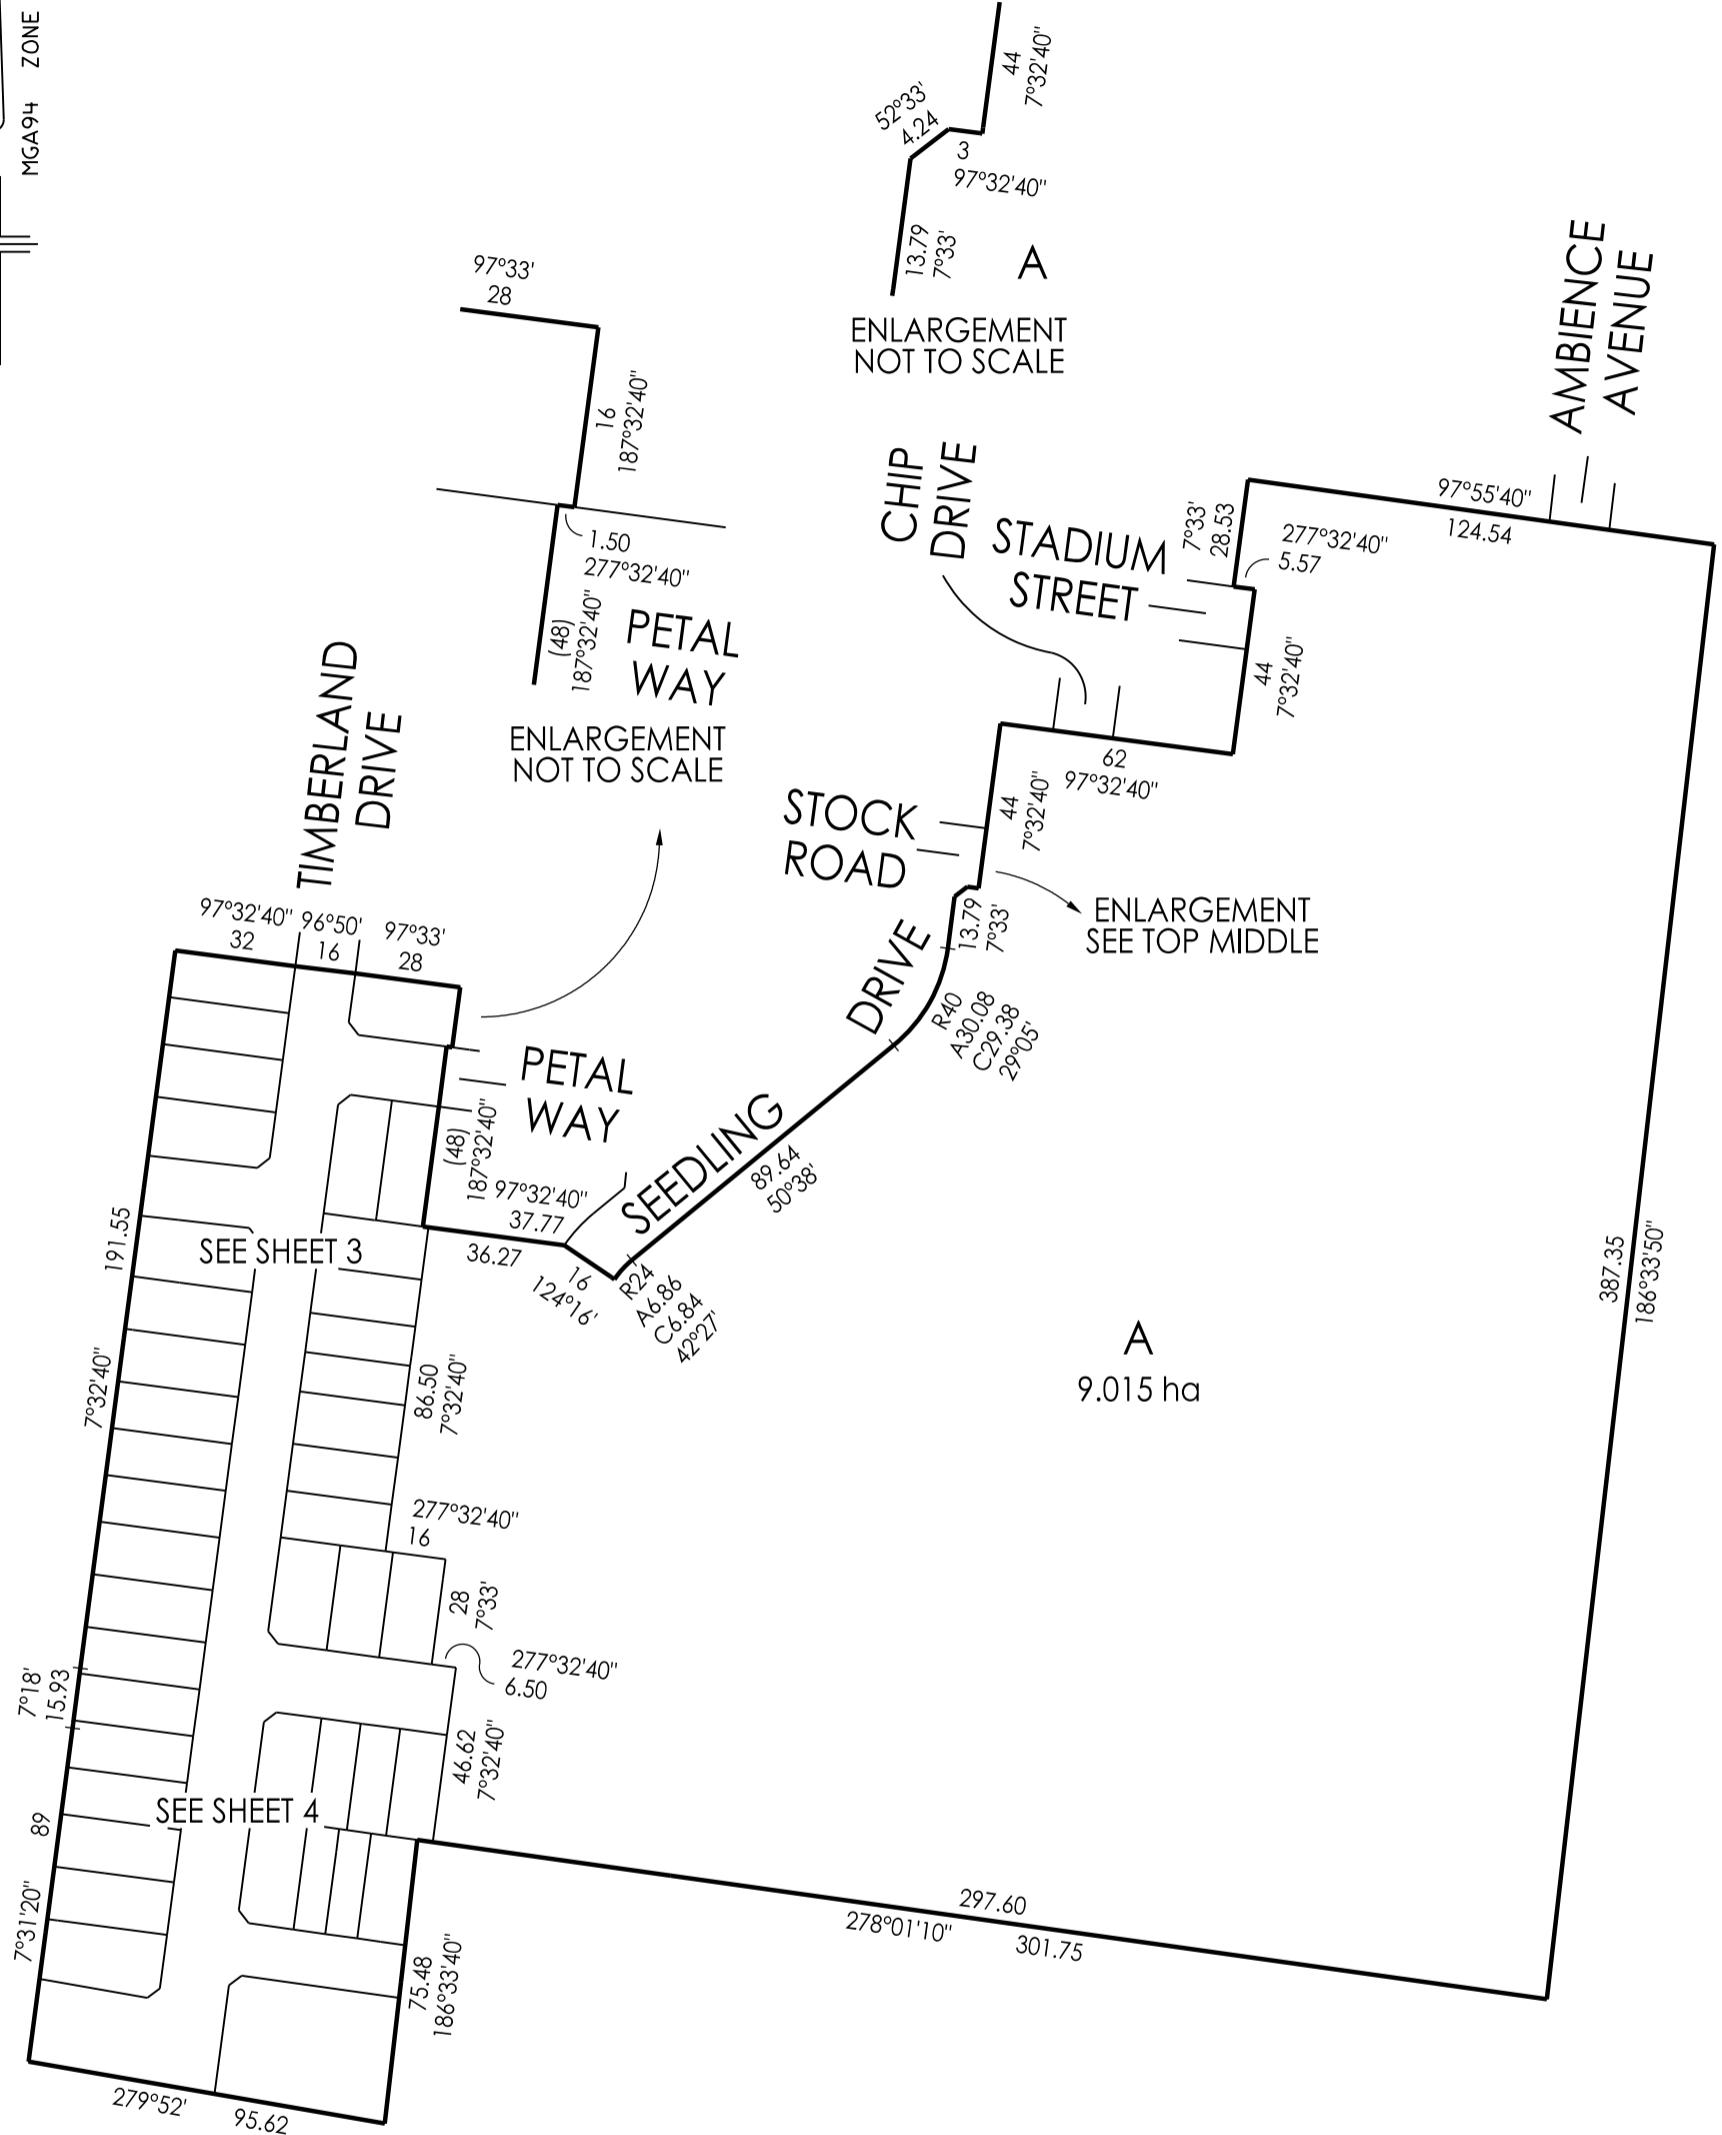 MGA94 ZONE
44
7°32'40"
52°33'
4.24
3
97°32'40"
13.79
7°33'
A
ENLARGEMENT
NOT TO SCALE
97°33'
28
16
187°32'40"
1.50
277°32'40"
(48)
187°32'40"
PETAL
WAY
ENLARGEMENT
NOT TO SCALE
AMBIENCE
AVENUE
CHIP
DRIVE
STADIUM
STREET
7°33'
28.53
97°55'40"
124.54
277°32'40"
5.57
44
7°32'40"
62
97°32'40"
44
7°32'40"
STOCK
ROAD
ENLARGEMENT
SEE TOP MIDDLE
TIMBERLAND
DRIVE
97°32'40"
32
96°50'
16
97°33'
28
13.79
7°33'
SEEDLING DRIVE
R40
A30.08
C29.38
29°05'
PETAL
WAY
(48)
187°32'40"
97°32'40"
37.77
36.27
89.64
50°38'
16
124°16'
R24
A6.86
C6.84
42°27'
191.55
7°32'40"
SEE SHEET 3
86.50
7°32'40"
A
9.015 ha
387.35
186°33'50"
277°32'40"
16
28
7°33'
277°32'40"
6.50
7°18'
15.93
46.62
7°32'40"
SEE SHEET 4
89
7°31'20"
297.60
278°01'10"
301.75
75.48
186°33'40"
279°52'
95.62